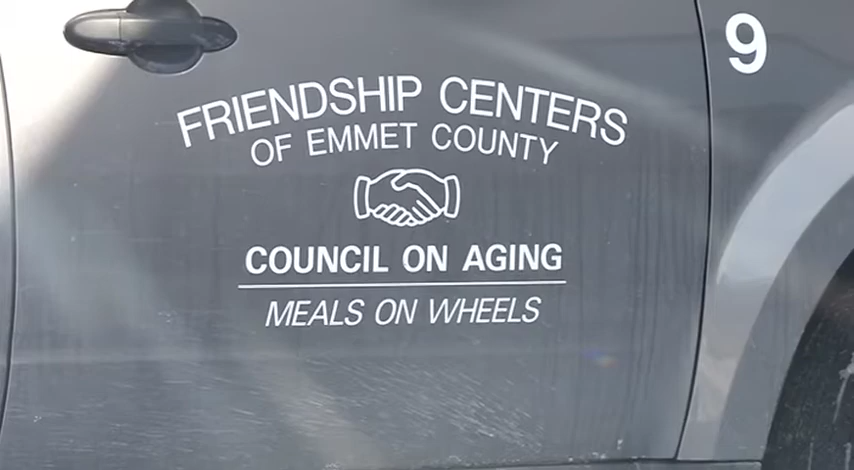 FRIENDSHIP CENTERS
OF EMMET COUNTY
COUNCIL ON AGING
MEALS ON WHEELS
9